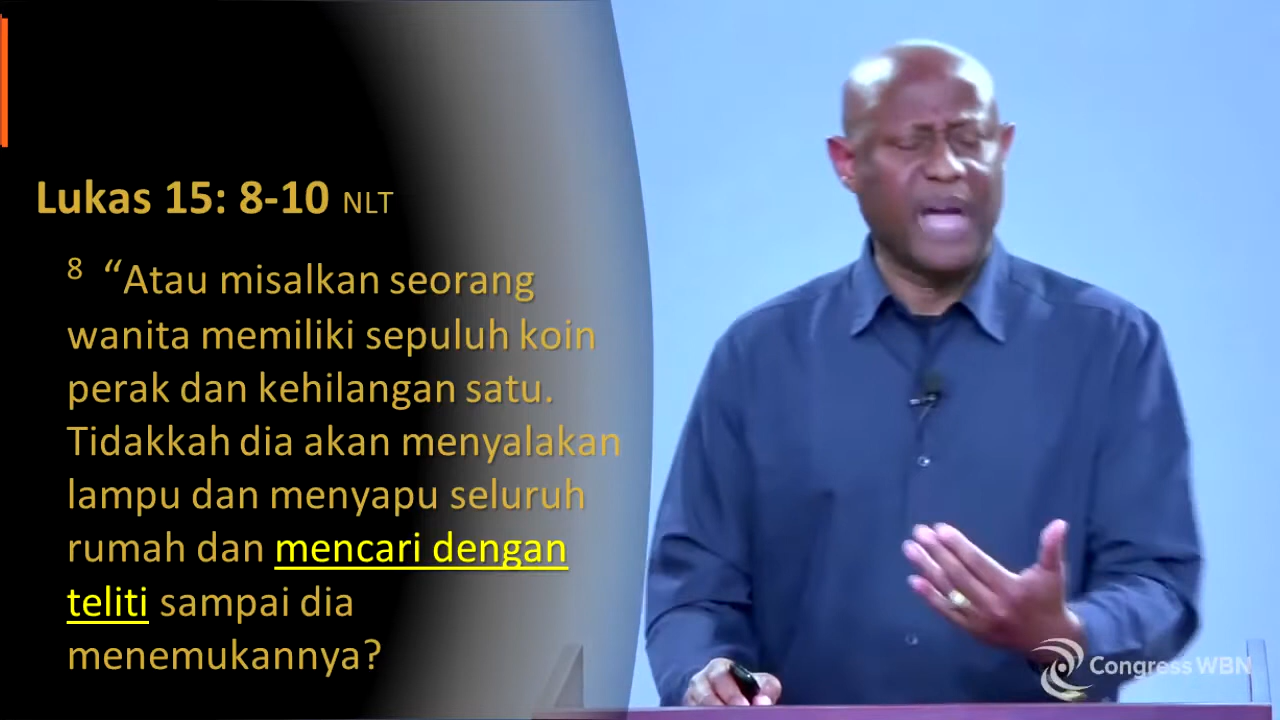 Lukas 15: 8-10 NLT
8 “Atau misalkan seorang
wanita memiliki sepuluh koin
perak dan kehilangan satu.
Tidakkah dia akan menyalakan
lampu dan menyapu seluruh
rumah dan mencari dengan
teliti sampai dia
menemukannya?
Congress WBN